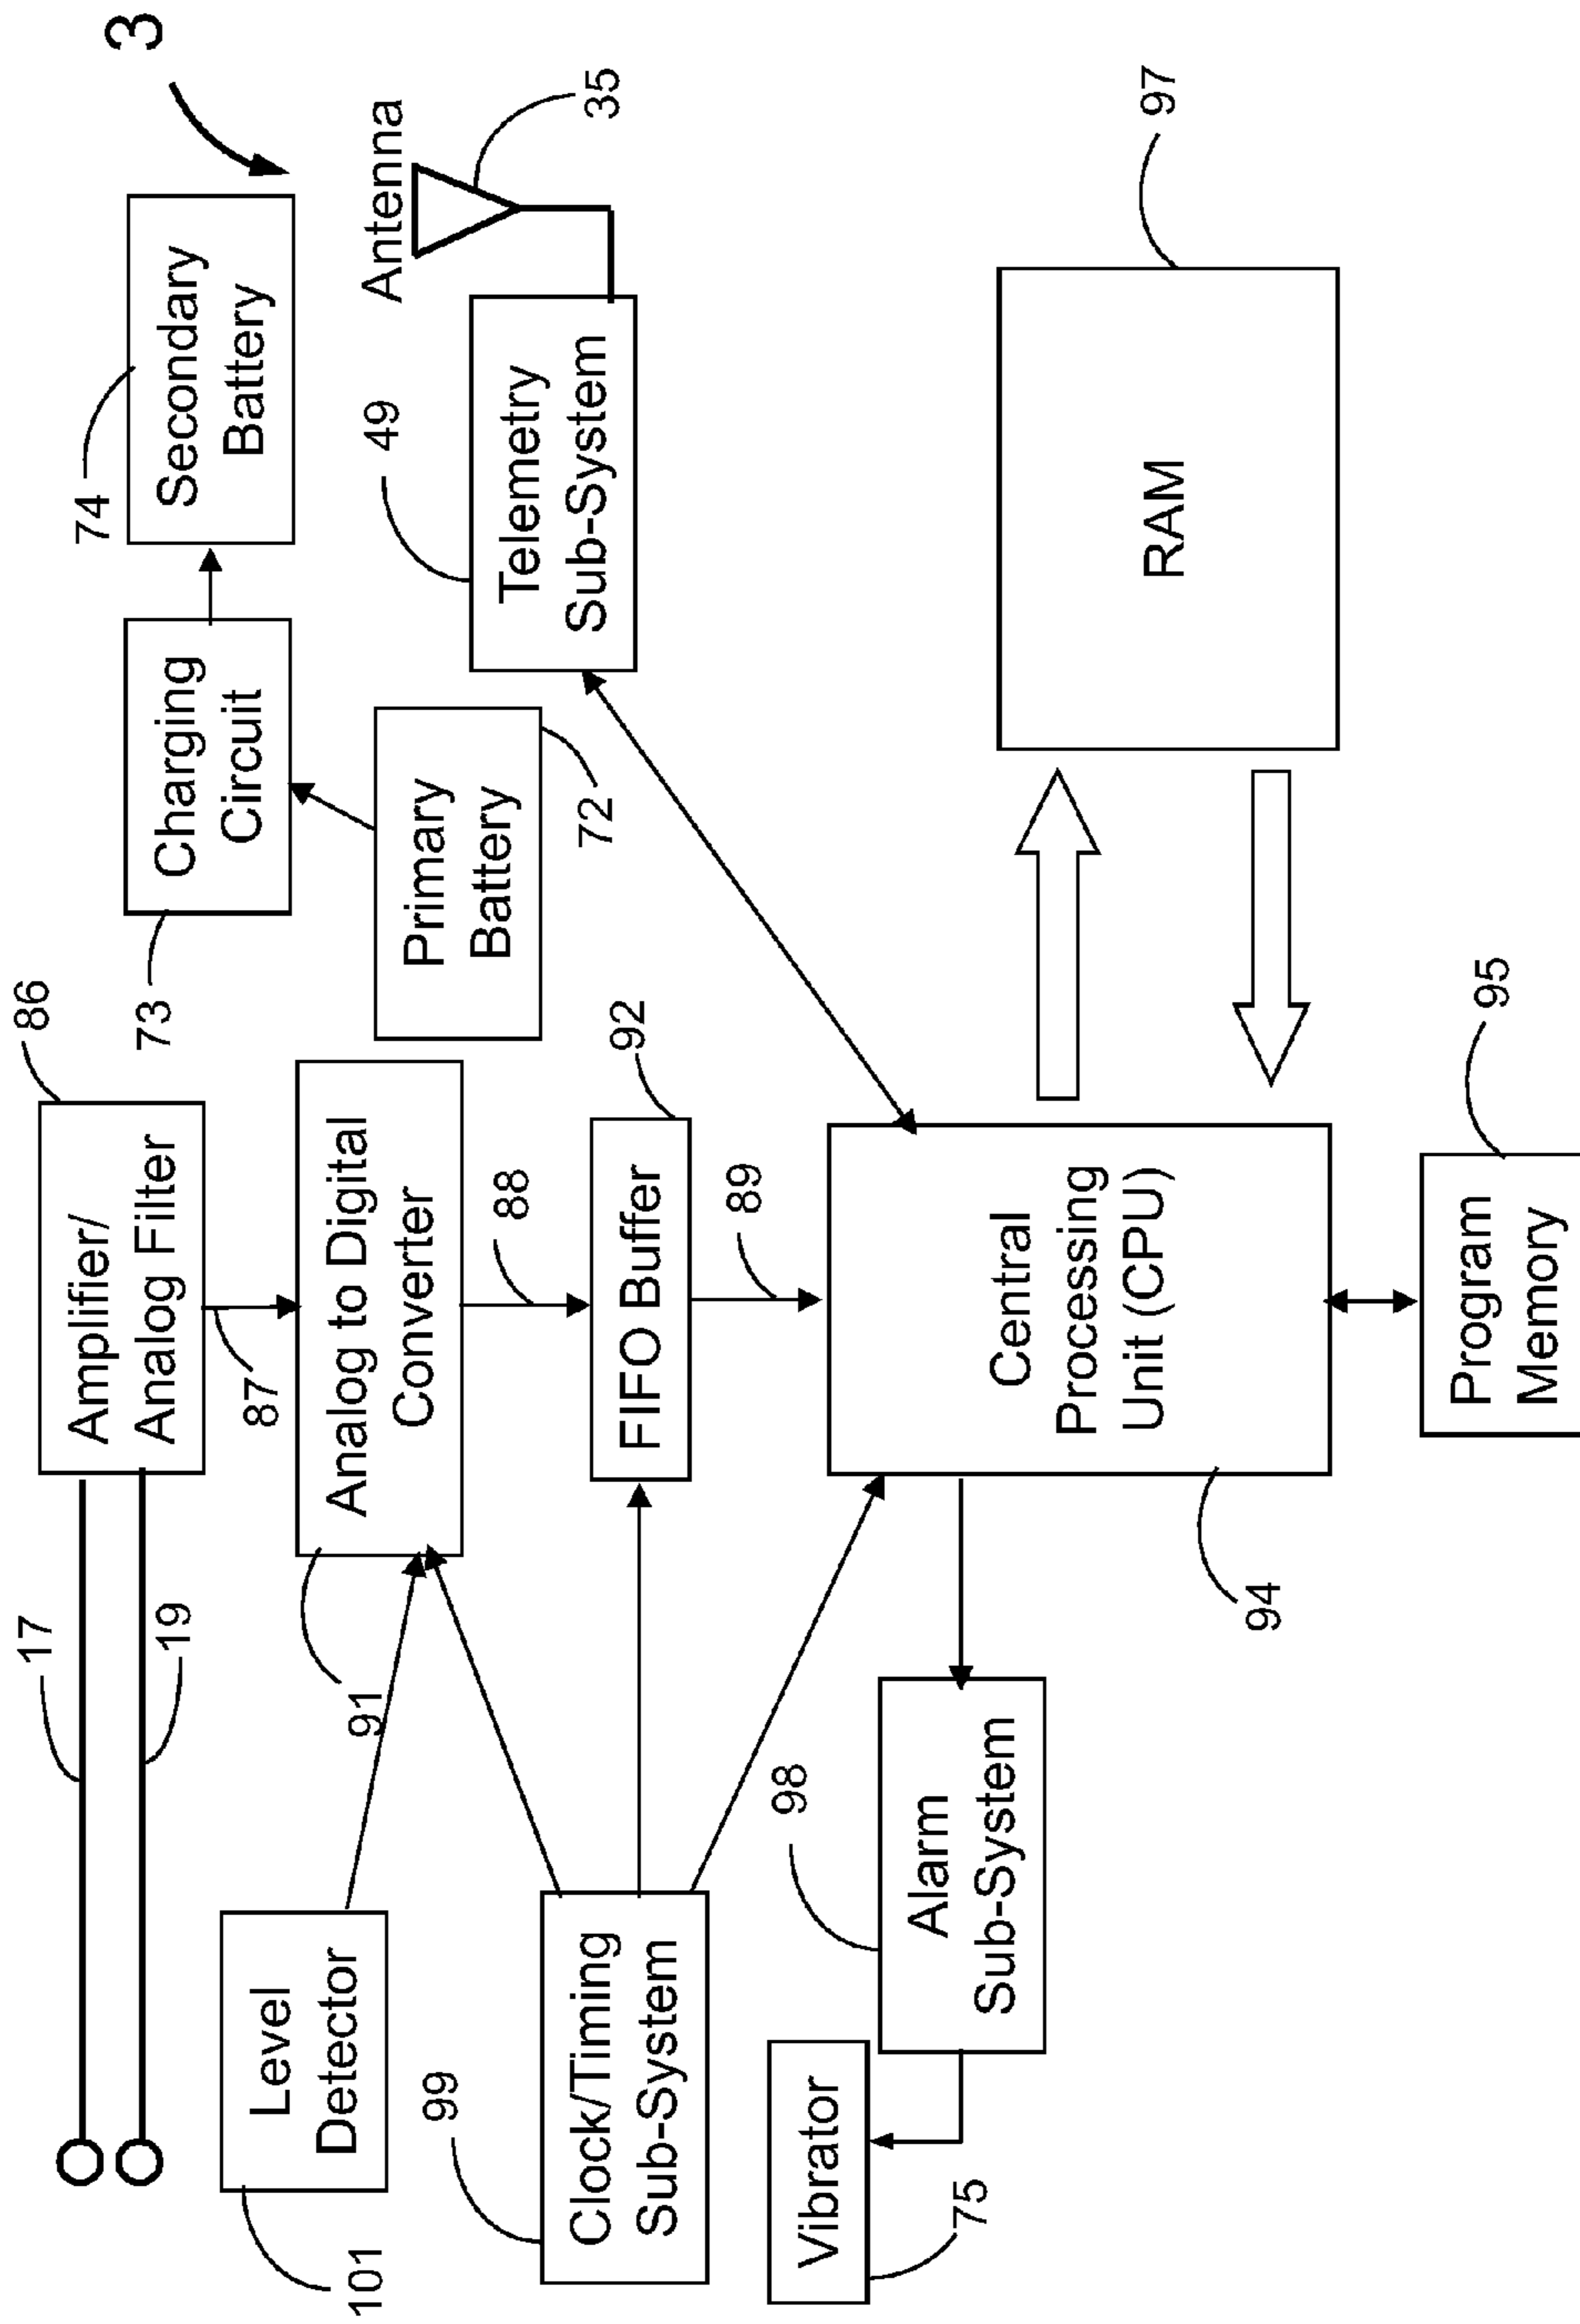 3
17
19
Amplifier/
Analog Filter
86
87
73
Charging
Circuit
74
Secondary
Battery
Antenna
35
101
Level
Detector
91
Analog to Digital
Converter
88
Primary
Battery
72
49
Telemetry
Sub-System
99
Clock/Timing
Sub-System
FIFO Buffer
92
89
Vibrator
75
98
Alarm
Sub-System
Central
Processing
Unit (CPU)
94
RAM
97
Program
Memory
95